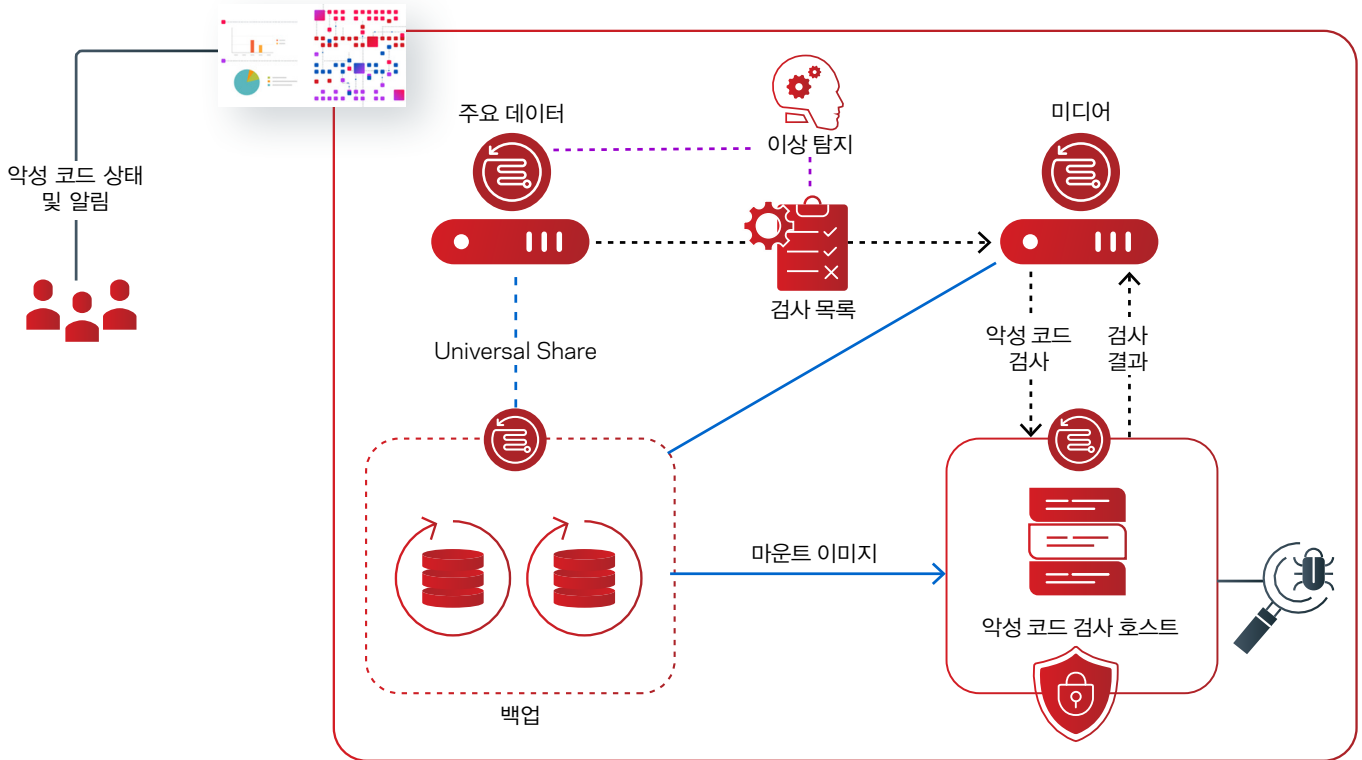 주요 데이터
이상 탐지
미디어
악성 코드 상태
및 알림
검사 목록
Universal Share
악성 코드
검사
검사
결과
마운트 이미지
악성 코드 검사 호스트
백업